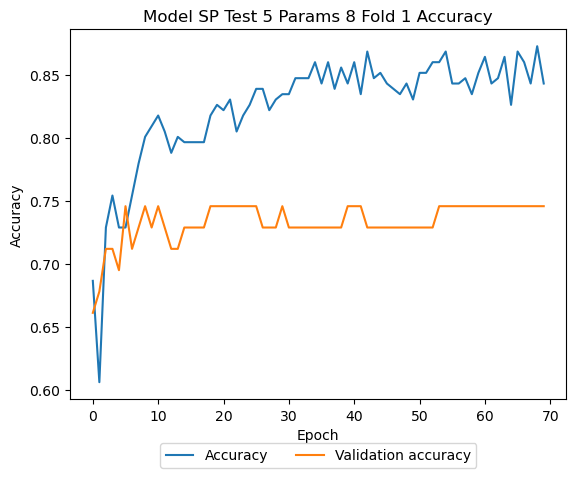 Model SP Test 5 Params 8 Fold 1 Accuracy
Accuracy
0.85
0.80
0.75
0.70
0.65
0.60
0 10 20 30 40 50 60 70
Epoch
Accuracy Validation accuracy